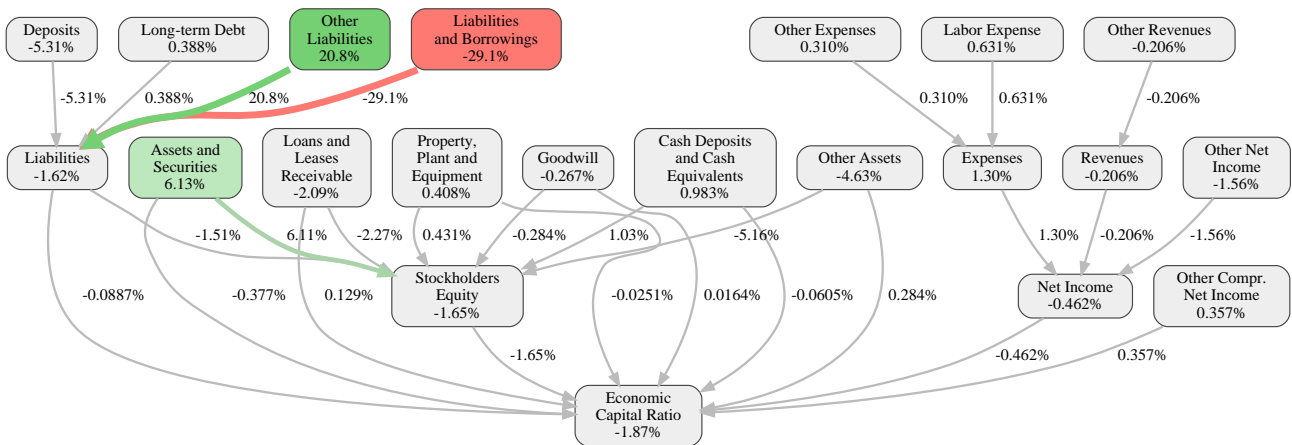 Deposits
-5.31%
Long-term Debt
0.388%
Other
Liabilities
20.8%
Liabilities
and Borrowings
-29.1%
Other Expenses
0.310%
Labor Expense
0.631%
Other Revenues
-0.206%
-5.31%
0.388%
20.8%
-29.1%
0.310%
0.631%
-0.206%
Liabilities
-1.62%
Assets and
Securities
6.13%
Loans and
Leases
Receivable
-2.09%
Property,
Plant and
Equipment
0.408%
Goodwill
-0.267%
Cash Deposits
and Cash
Equivalents
0.983%
Other Assets
-4.63%
Expenses
1.30%
Revenues
-0.206%
Other Net
Income
-1.56%
-1.51%
6.11%
-2.27%
0.431%
-0.284%
1.03%
-5.16%
1.30%
-0.206%
-1.56%
Stockholders
Equity
-1.65%
Net Income
-0.462%
Other Compr.
Net Income
0.357%
-0.0887%
-0.377%
0.129%
-0.0251%
0.0164%
-0.0605%
0.284%
-1.65%
-0.462%
0.357%
Economic
Capital Ratio
-1.87%